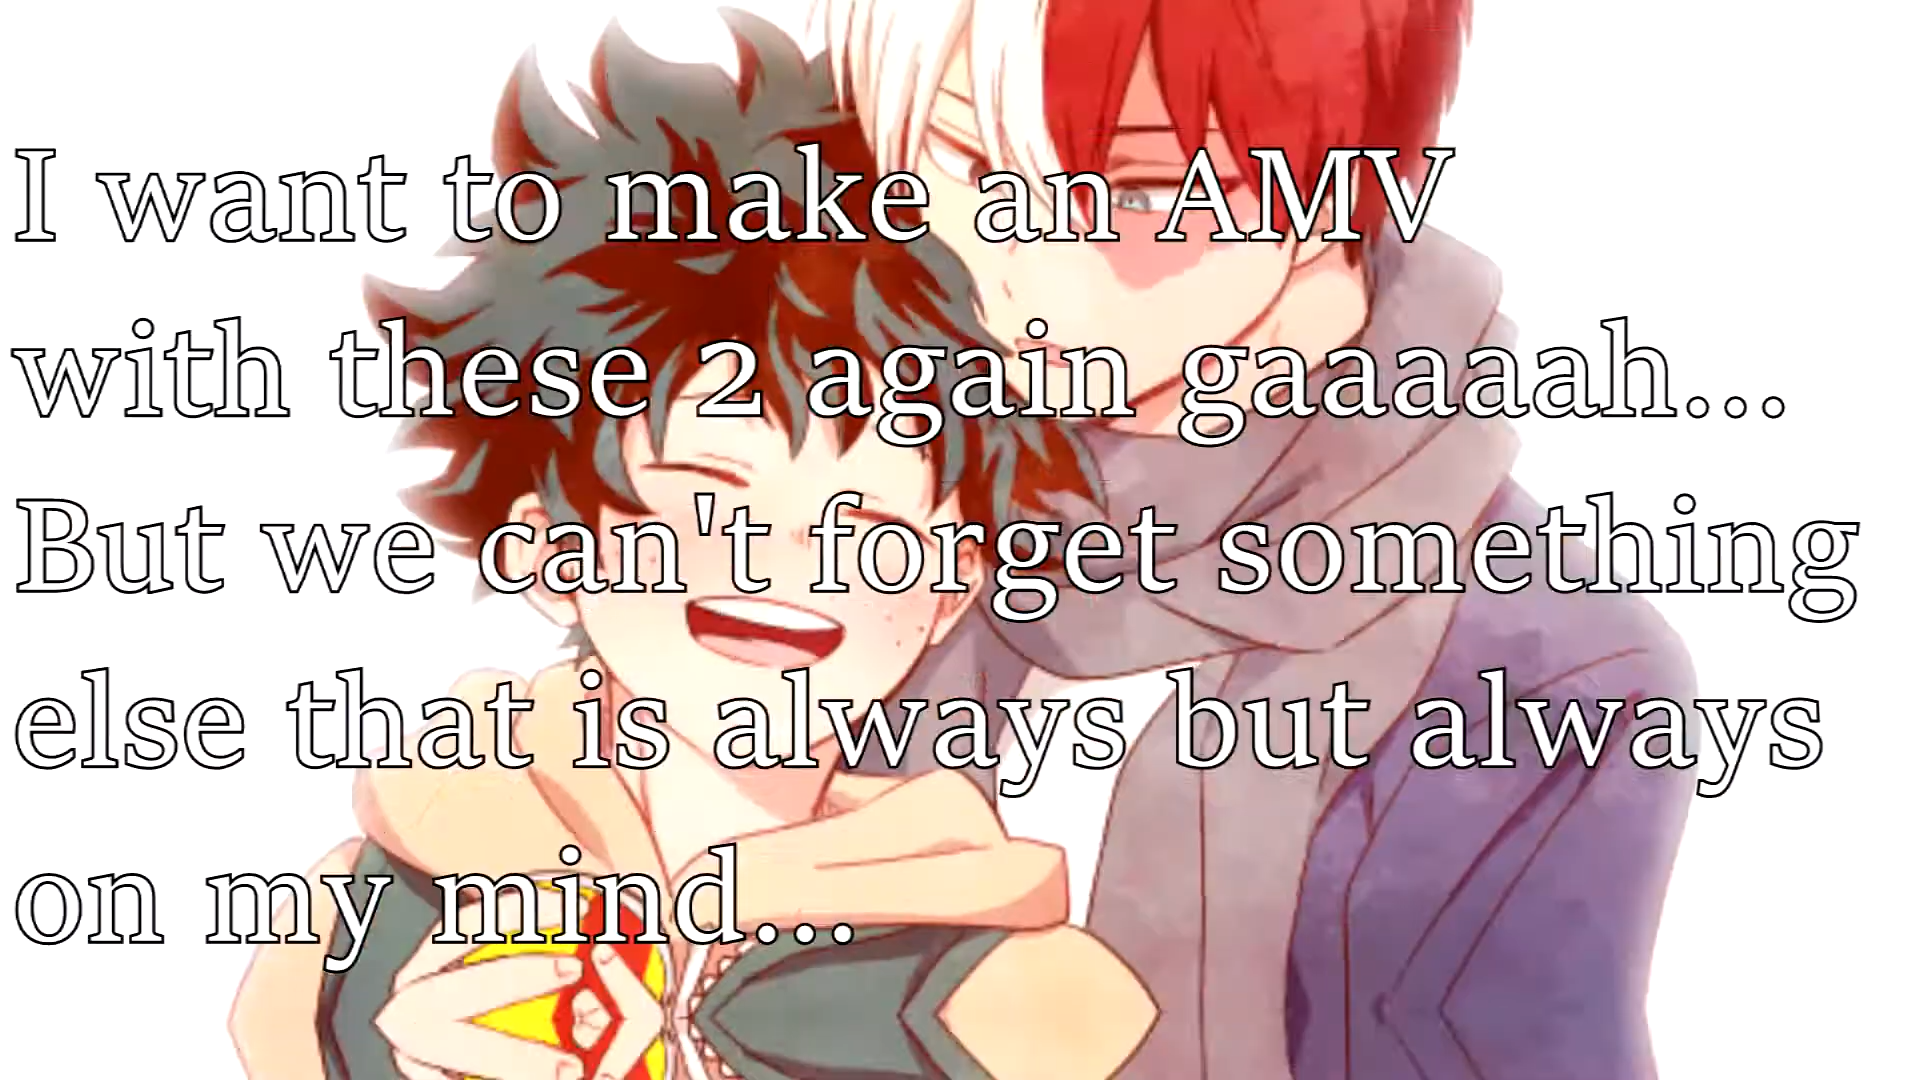 I want to make an AMV
with these 2 again gaaaaah...
But we can't forget something
else that is always but always
on my mind...